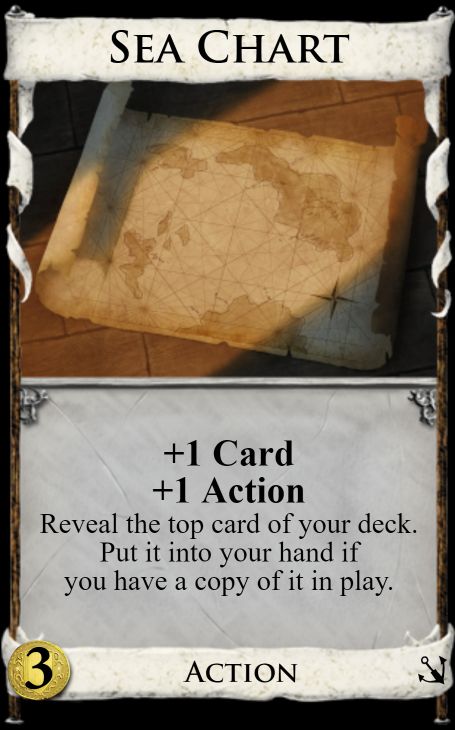 Sea Chart
+1 Card
+1 Action
Reveal the top card of your deck.
Put it into your hand if
you have a copy of it in play.
3
Action